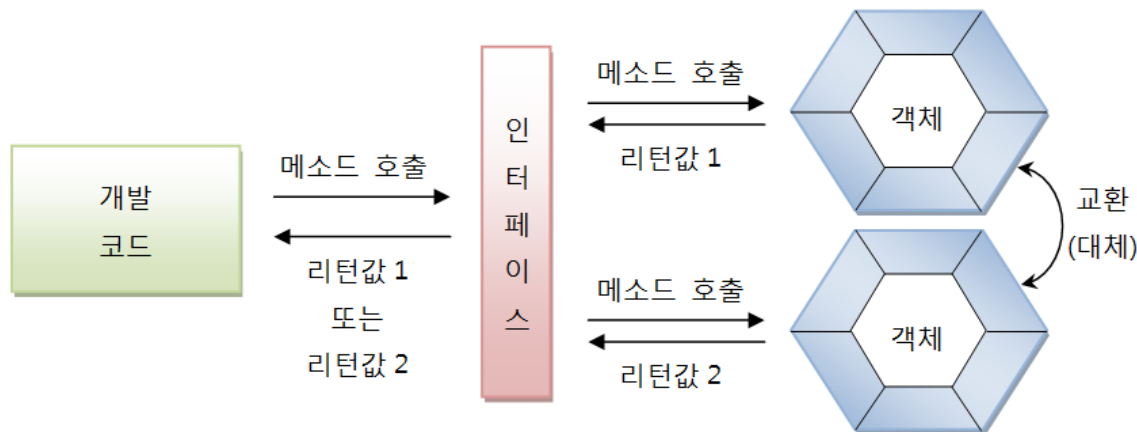 개발
코드
메소드 호출
리턴값 1
또는
리턴값 2
인
터
페
이
스
메소드 호출
리턴값 1
객체
메소드 호출
리턴값 2
객체
교환
(대체)